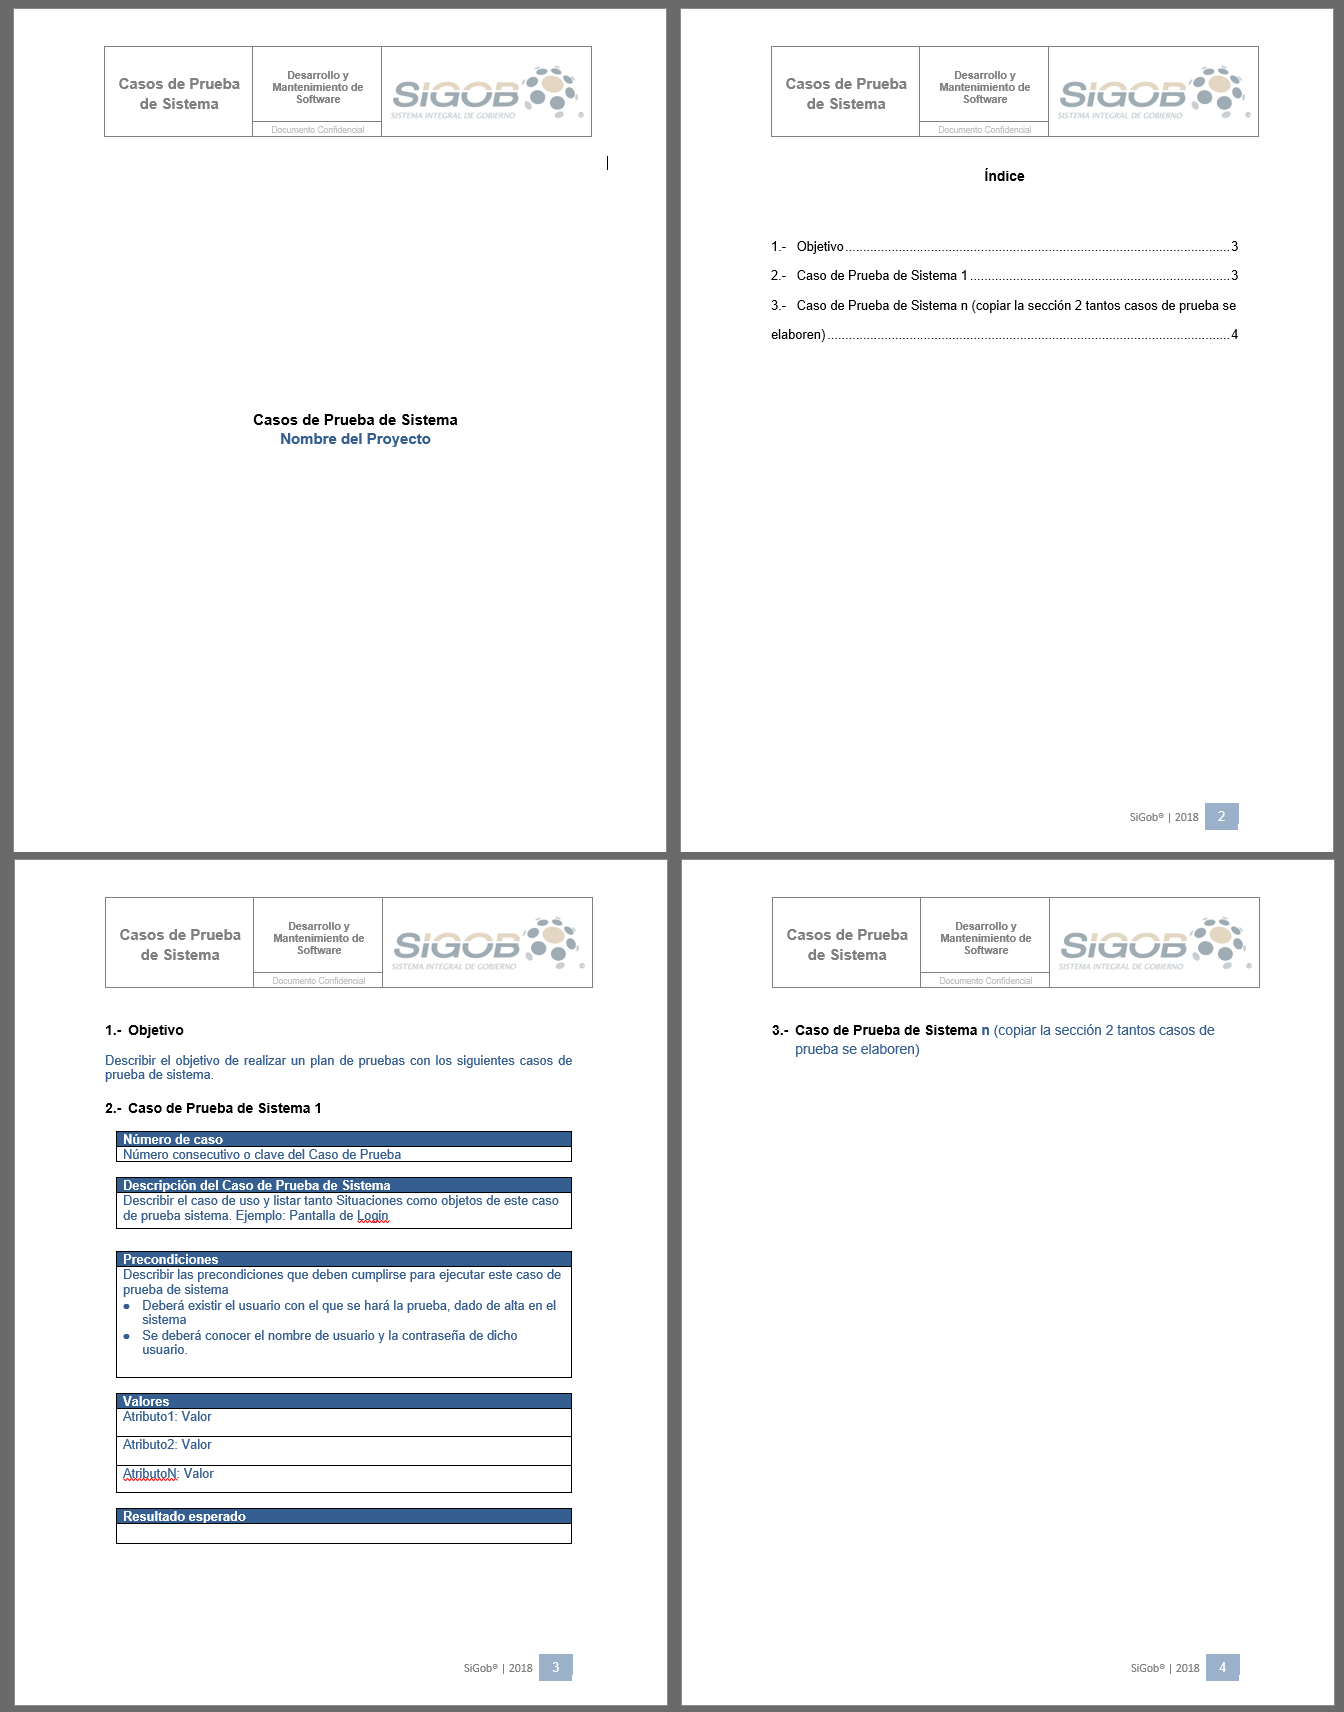 Casos de Prueba
de Sistema
Desarrollo y
Mantenimiento de
Software
Documento Confidencial
SIGOB
SISTEMA INTEGRAL DE GOBIERNO
®
Casos de Prueba de Sistema
Nombre del Proyecto
Casos de Prueba
de Sistema
Desarrollo y
Mantenimiento de
Software
Documento Confidencial
SIGOB
SISTEMA INTEGRAL DE GOBIERNO
®
Índice
1.- Objetivo ........ 3
2.- Caso de Prueba de Sistema 1 ........ 3
3.- Caso de Prueba de Sistema n (copiar la sección 2 tantos casos de prueba se
elaboren) ........ 4
SiGob® | 2018 2
Casos de Prueba
de Sistema
Desarrollo y
Mantenimiento de
Software
Documento Confidencial
SIGOB
SISTEMA INTEGRAL DE GOBIERNO
®
1.- Objetivo
Describir el objetivo de realizar un plan de pruebas con los siguientes casos de
prueba de sistema.
2.- Caso de Prueba de Sistema 1
Número de caso
Número consecutivo o clave del Caso de Prueba
Descripción del Caso de Prueba de Sistema
Describir el caso de uso y listar tanto Situaciones como objetos de este caso
de prueba sistema. Ejemplo: Pantalla de Login
Precondiciones
Describir las precondiciones que deben cumplirse para ejecutar este caso de
prueba de sistema
● Deberá existir el usuario con el que se hará la prueba, dado de alta en el
sistema
● Se deberá conocer el nombre de usuario y la contraseña de dicho
usuario.
Valores
Atributo1: Valor
Atributo2: Valor
AtributoN: Valor
Resultado esperado
SiGob® | 2018 3
Casos de Prueba
de Sistema
Desarrollo y
Mantenimiento de
Software
Documento Confidencial
SIGOB
SISTEMA INTEGRAL DE GOBIERNO
®
3.- Caso de Prueba de Sistema n (copiar la sección 2 tantos casos de
prueba se elaboren)
SiGob® | 2018 4